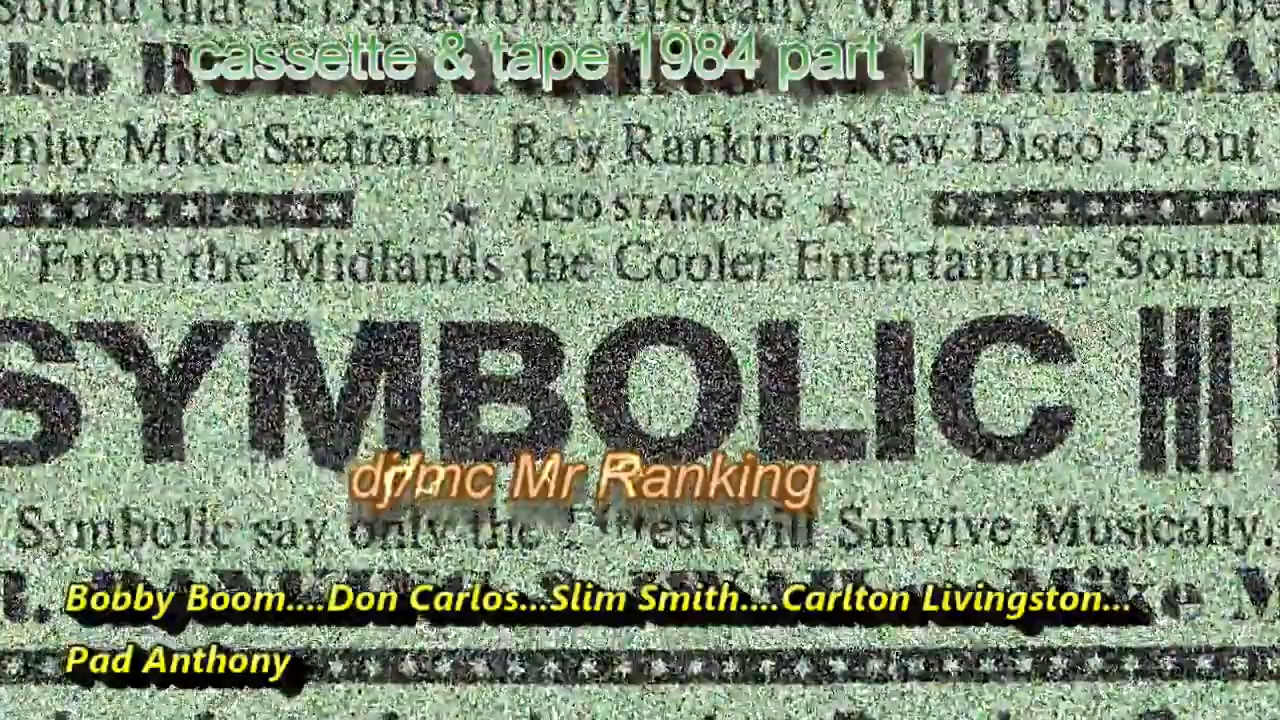 Sound that is Dangerous Musically
cassette & tape 1984 part 1
Mike Section. Roy Ranking New Disco 45 out
★ ALSO STARRING ★
From the Midlands the Cooler Entertaining Sound
SYMBOLIC III
dj/mc Mr Ranking
Symbolic say only the will Survive Musically.
Bobby Boom....Don Carlos...Slim Smith....Carlton Livingston...
Pad Anthony